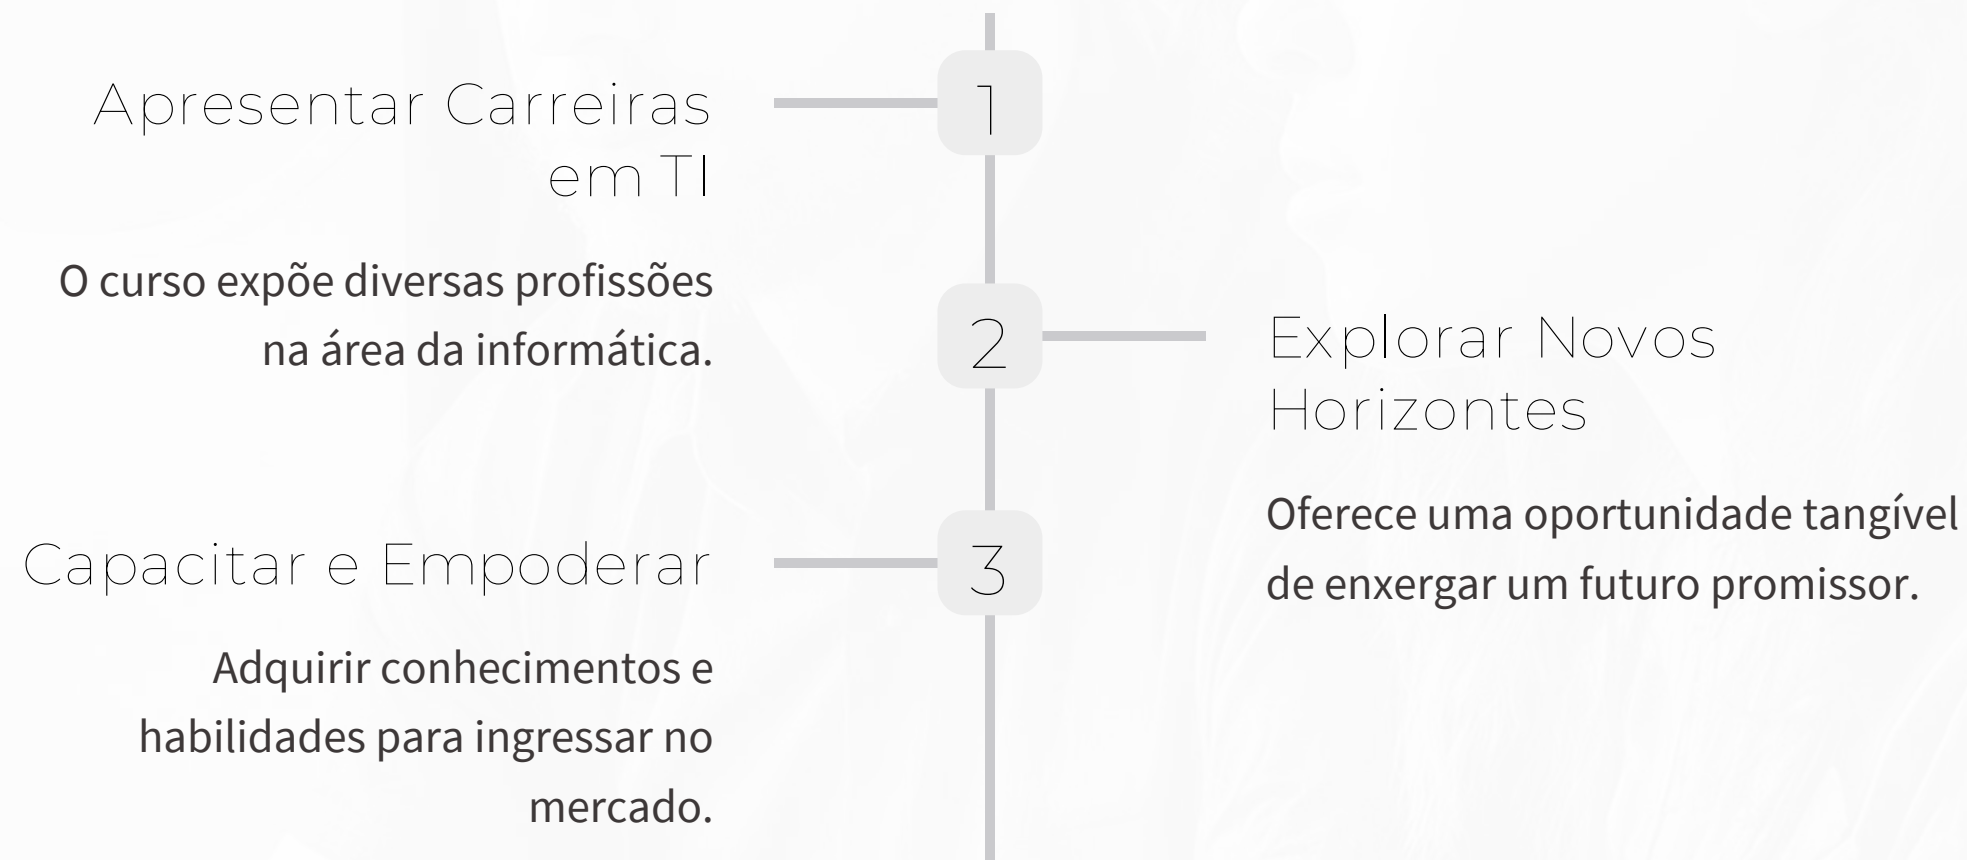 1
Apresentar Carreiras
em TI
O curso expõe diversas profissões
na área da informática.
2
Explorar Novos
Horizontes
Oferece uma oportunidade tangível
de enxergar um futuro promissor.
3
Capacitar e Empoderar
Adquirir conhecimentos e
habilidades para ingressar no
mercado.